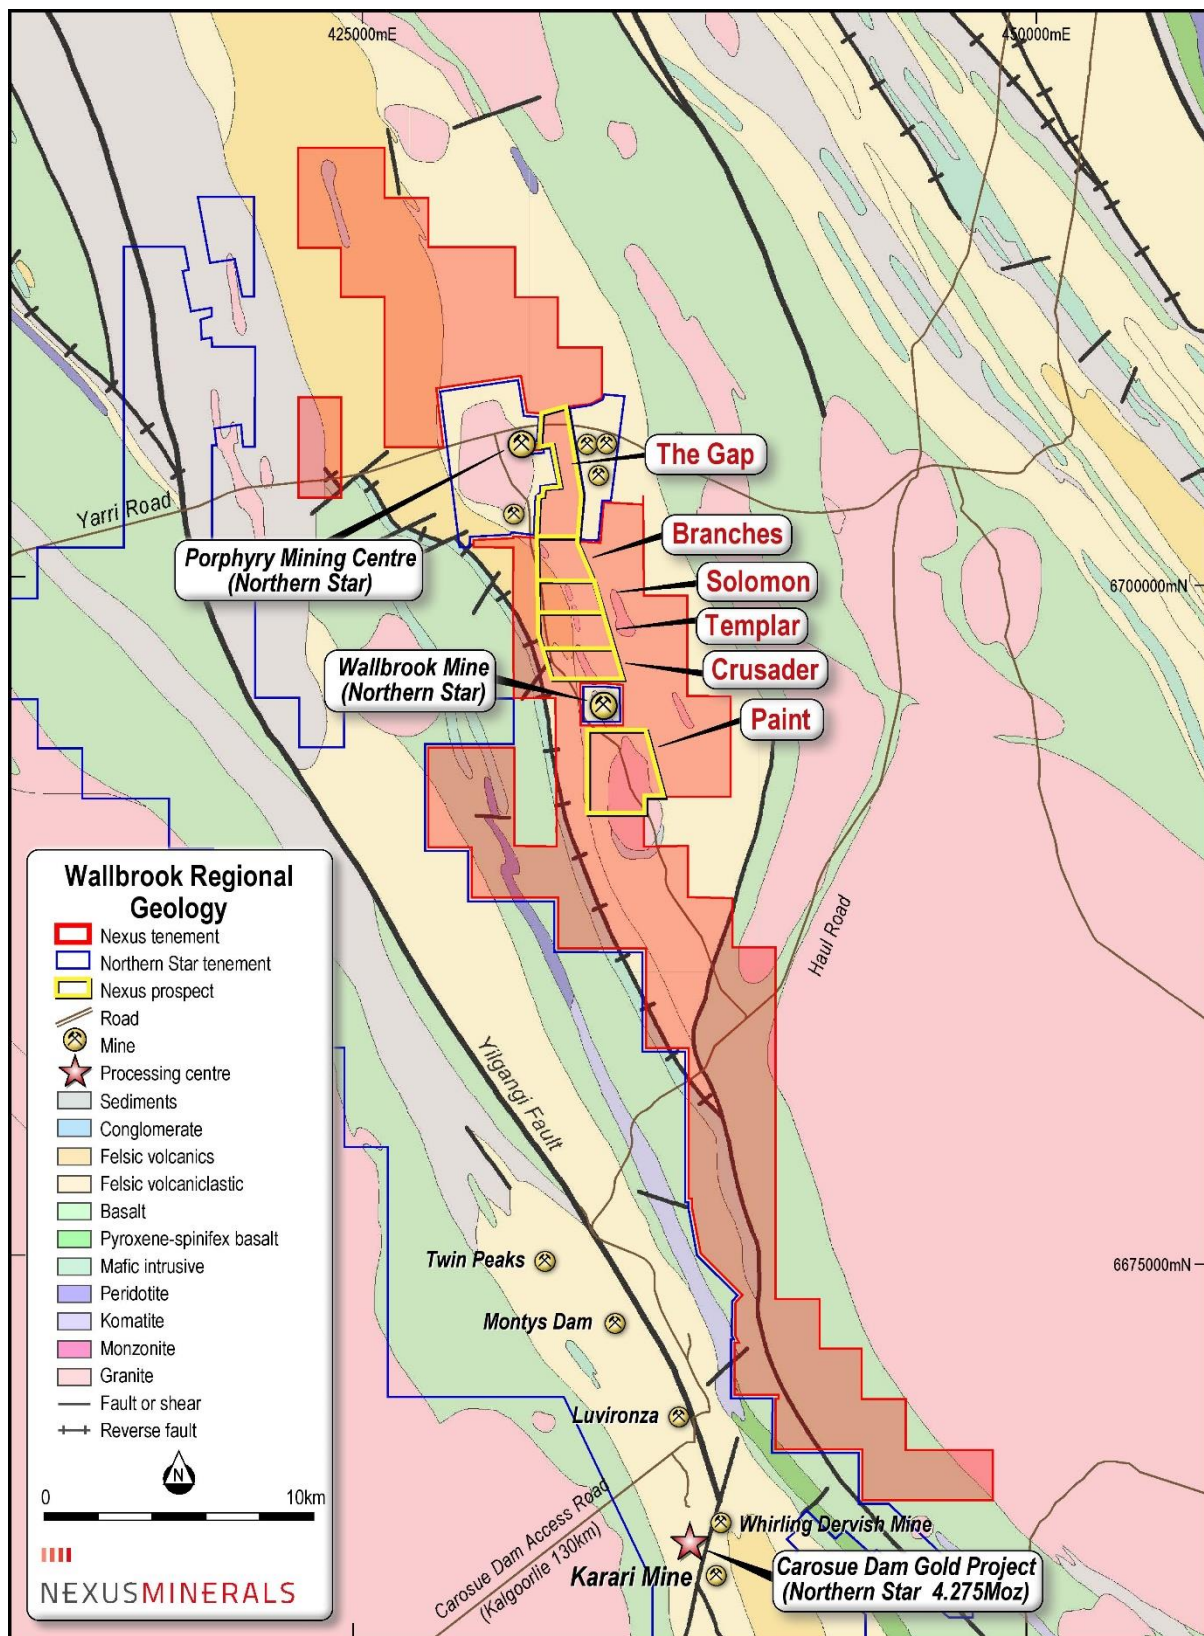 425000mE
450000mE
The Gap
Yarri Road
Branches
Porphyry Mining Centre
(Northern Star)
Solomon
6700000mN
Templar
Wallbrook Mine
(Northern Star)
Crusader
Paint
Wallbrook Regional
Geology
Nexus tenement
Northern Star tenement
Nexus prospect
Road
Mine
Processing centre
Sediments
Conglomerate
Felsic volcanics
Felsic volcaniclastic
Basalt
Pyroxene-spinifex basalt
Mafic intrusive
Peridotite
Komatite
Monzonite
Granite
Fault or shear
Reverse fault
N
0 10km
NEXUSMINERALS
Haul Road
Yilgangi Fault
Twin Peaks
6675000mN
Montys Dam
Luvironza
Carosue Dam Access Road
(Kalgoorlie 130km)
Whirling Dervish Mine
Karari Mine
Carosue Dam Gold Project
(Northern Star 4.275Moz)